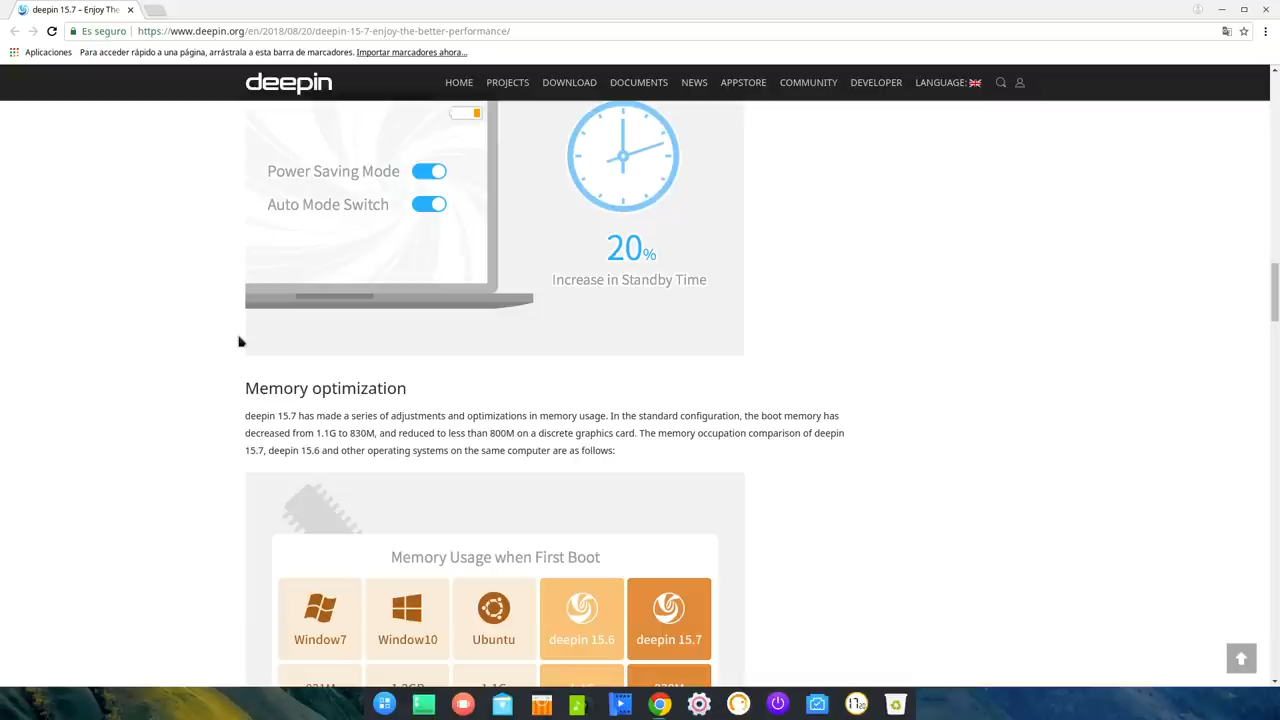 deepin 15.7 – Enjoy The
Es seguro
https://www.deepin.org/en/2018/08/20/deepin-15-7-enjoy-the-better-performance/
Aplicaciones
Para acceder rápido a una página, arrástrala a esta barra de marcadores. Importar marcadores ahora...
deepin
HOME PROJECTS DOWNLOAD DOCUMENTS NEWS APPSTORE COMMUNITY DEVELOPER LANGUAGE:
Power Saving Mode
Auto Mode Switch
20%
Increase in Standby Time
Memory optimization
deepin 15.7 has made a series of adjustments and optimizations in memory usage. In the standard configuration, the boot memory has
decreased from 1.1G to 830M, and reduced to less than 800M on a discrete graphics card. The memory occupation comparison of deepin
15.7, deepin 15.6 and other operating systems on the same computer are as follows:
Memory Usage when First Boot
Window7 Window10 Ubuntu deepin 15.6 deepin 15.7